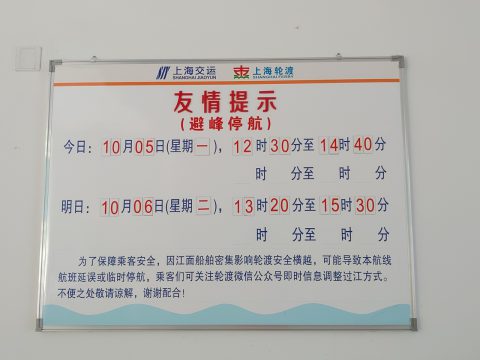 上海交运 上海轮渡
SHANGHAI JIAOYUN SHANGHAI FERRY
友情提示
(避峰停航)
今日：10月05日(星期一)，12时30分至14时40分
时 分至 时 分
明日：10月06日(星期二)，13时20分至15时30分
时 分至 时 分
为了保障乘客安全，因江面船舶密集影响轮渡安全横越，可能导致本航线
航班延误或临时停航，乘客们可关注轮渡微信公众号即时信息调整过江方式。
不便之处敬请谅解，谢谢配合！